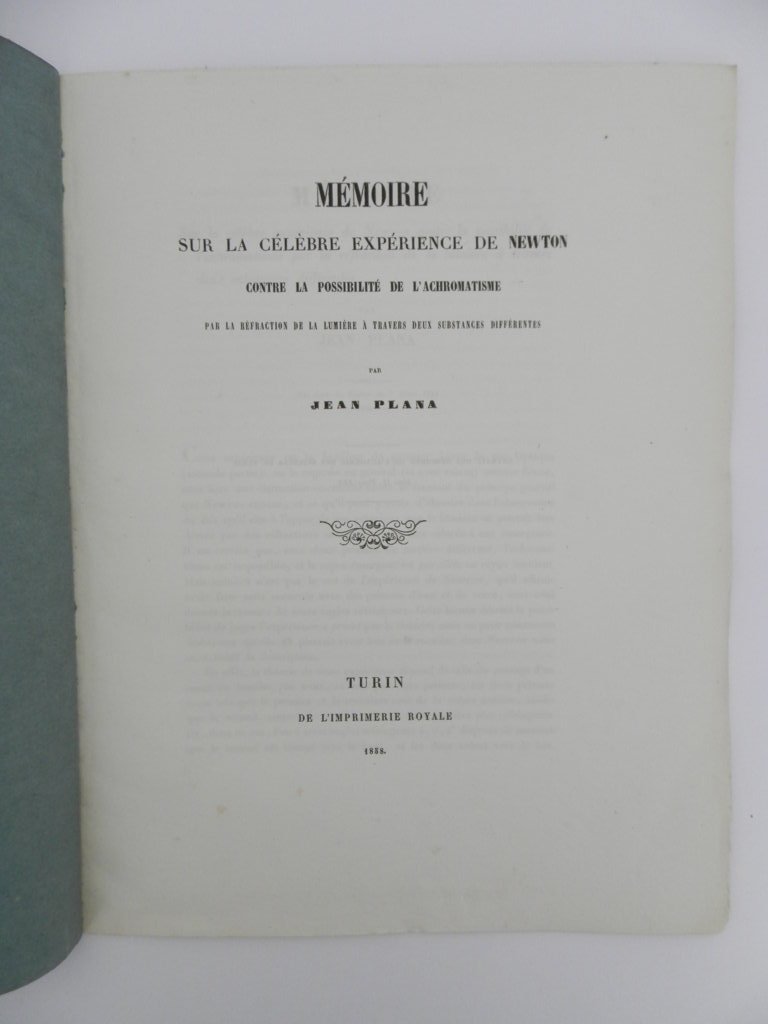 MÉMOIRE
SUR LA CÉLÈBRE EXPÉRIENCE DE NEWTON
CONTRE LA POSSIBILITÉ DE L'ACHROMATISME
PAR LA RÉFRACTION DE LA LUMIÈRE À TRAVERS DEUX SUBSTANCES DIFFÉRENTES
PAR
JEAN PLANA
TURIN
DE L'IMPRIMERIE ROYALE
1858.